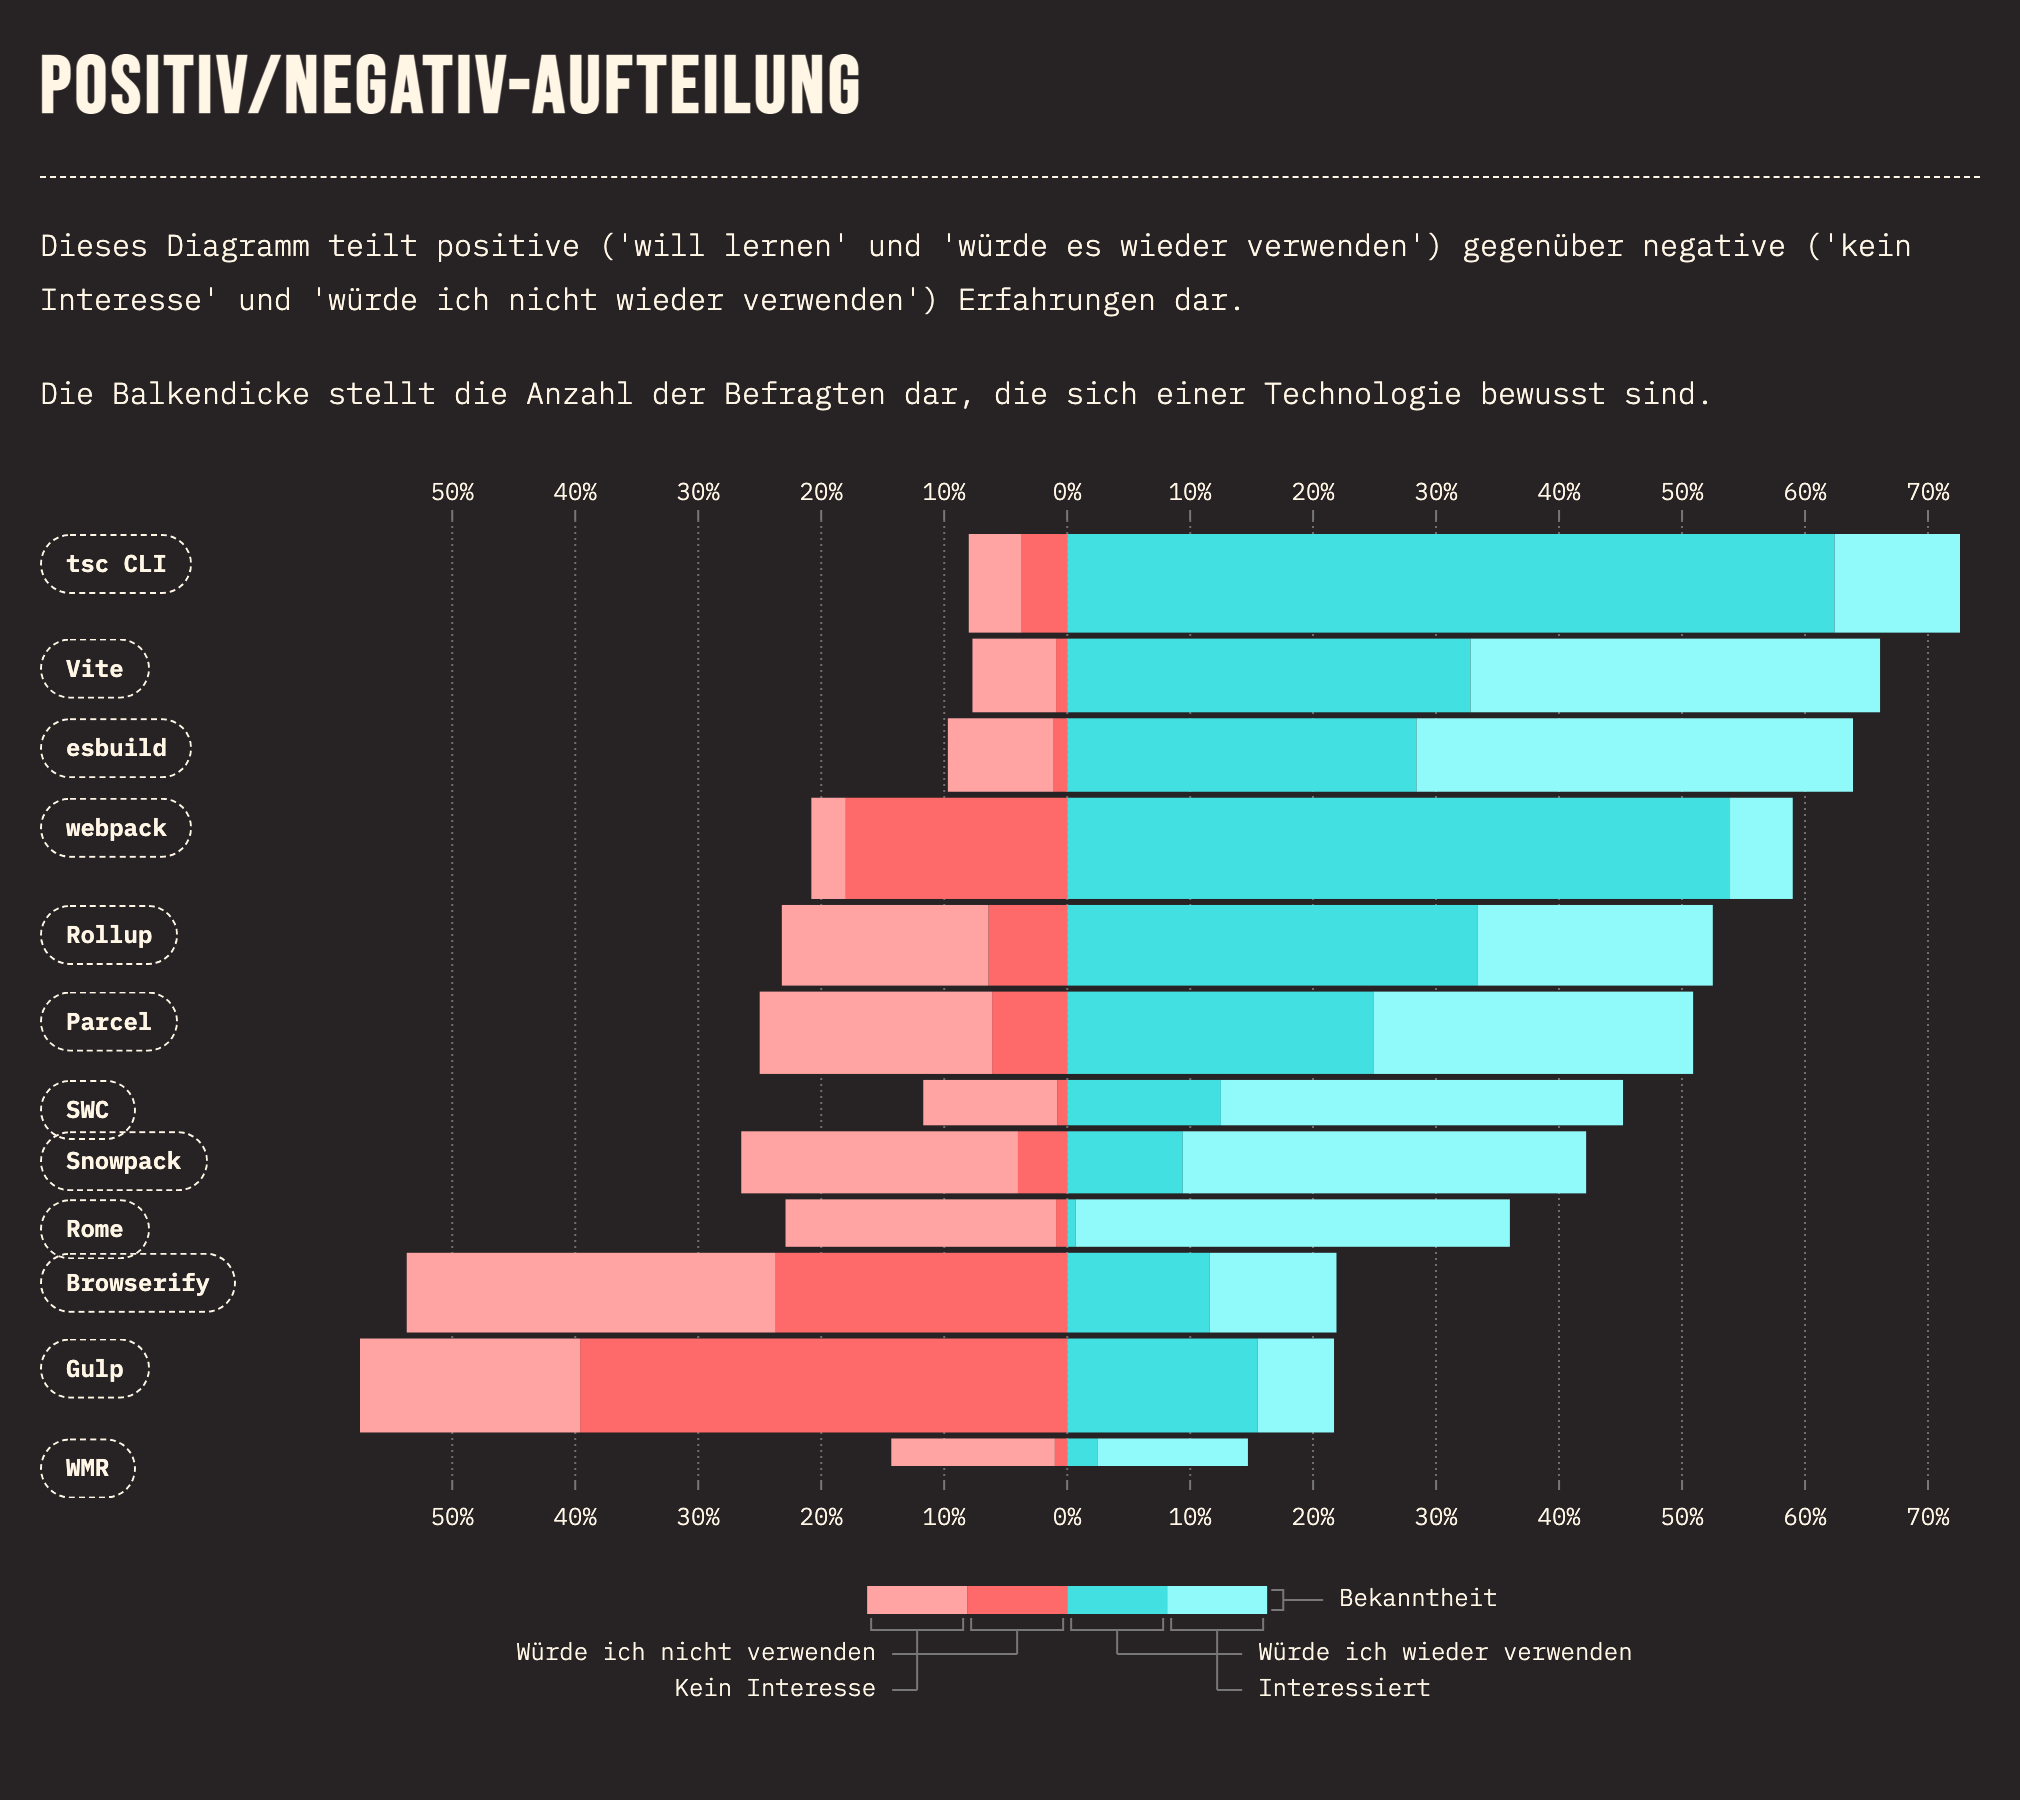 POSITIV/NEGATIV-AUFTEILUNG
Dieses Diagramm teilt positive ('will lernen' und 'würde es wieder verwenden') gegenüber negative ('kein
Interesse' und 'würde ich nicht wieder verwenden') Erfahrungen dar.
Die Balkendicke stellt die Anzahl der Befragten dar, die sich einer Technologie bewusst sind.
50% 40% 30% 20% 10% 0% 10% 20% 30% 40% 50% 60% 70%
tsc CLI
Vite
esbuild
webpack
Rollup
Parcel
SWC
Snowpack
Rome
Browserify
Gulp
WMR
50% 40% 30% 20% 10% 0% 10% 20% 30% 40% 50% 60% 70%
Bekanntheit
Würde ich nicht verwenden Würde ich wieder verwenden
Kein Interesse Interessiert